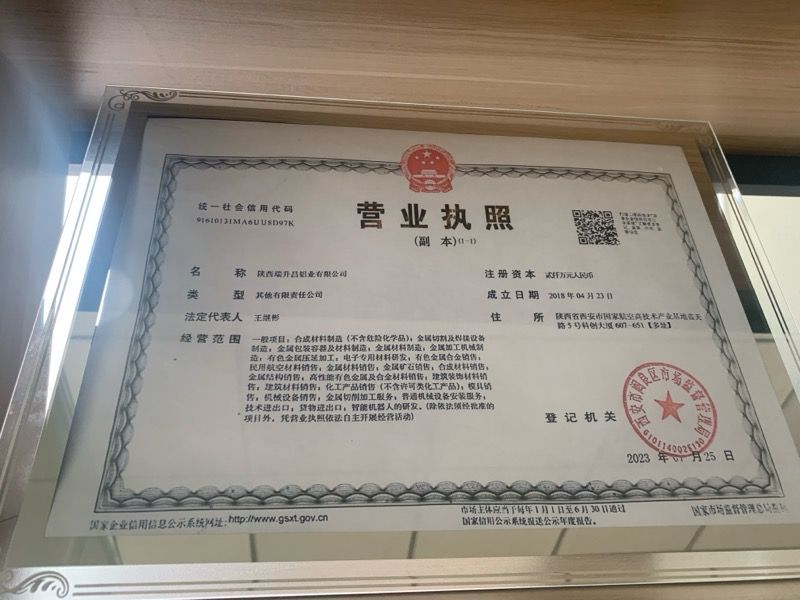 统一社会信用代码
91610131MA6UU8D97K
营业执照
(副 本)(1-1)
名 称 陕西瑞升昌铝业有限公司
类 型 其他有限责任公司
法定代表人 王继彬
经营范围 一般项目:合成材料制造(不含危险化学品);金属切割及焊接设备
制造;金属包装容器及材料制造;金属材料制造;金属加工机械制
造;有色金属压延加工;电子专用材料研发;有色金属合金销售;
民用航空材料销售;金属材料销售;金属矿石销售;合成材料销售;
金属结构销售;高性能有色金属及合金材料销售;建筑装饰材料销
售;建筑材料销售;化工产品销售(不含许可类化工产品);模具销
售;机械设备销售;金属切削加工服务;普通机械设备安装服务;
技术进出口;货物进出口;智能机器人的研发。(除依法须经批准的
项目外,凭营业执照依法自主开展经营活动)
注册资本 贰仟万元人民币
成立日期 2018年04月23日
住 所 陕西省西安市国家航空高技术产业基地蓝天
路5号科创大厦607-651【多址】
登记机关
西安市阎良区市场监督管理局
2023 年 月 25 日
国家企业信用信息公示系统网址:http://www.gsxt.gov.cn
市场主体应当于每年1月1日至6月30日通过
国家信用公示系统报送公示年度报告。
国家市场监督管理总局监制